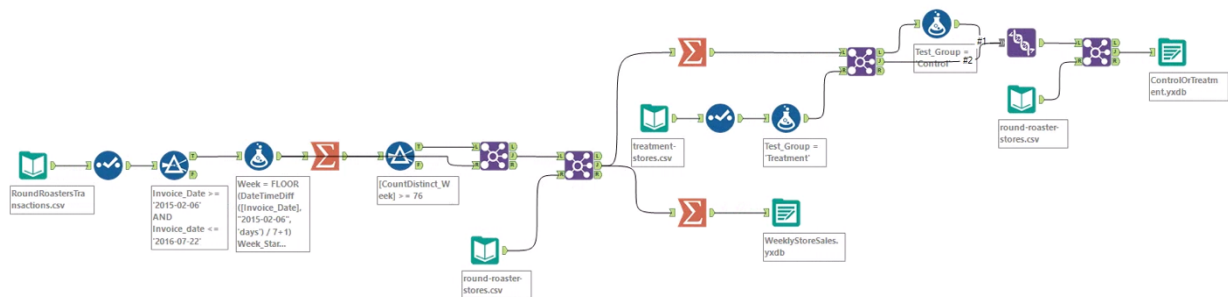 RoundRoastersTra
nsactions.csv
Invoice_Date >=
'2015-02-06'
AND
Invoice_date <=
'2016-07-22'
Week = FLOOR
(DateTimeDiff
([Invoice_Date],
"2015-02-06",
'days') / 7+1)
Week_Star...
[CountDistinct_W
eek] >= 76
round-roaster-
stores.csv
treatment-
stores.csv
Test_Group =
'Treatment'
WeeklyStoreSales.
yxdb
Test_Group =
'Control'
#1
#2
round-roaster-
stores.csv
ControlOrTreatm
ent.yxdb